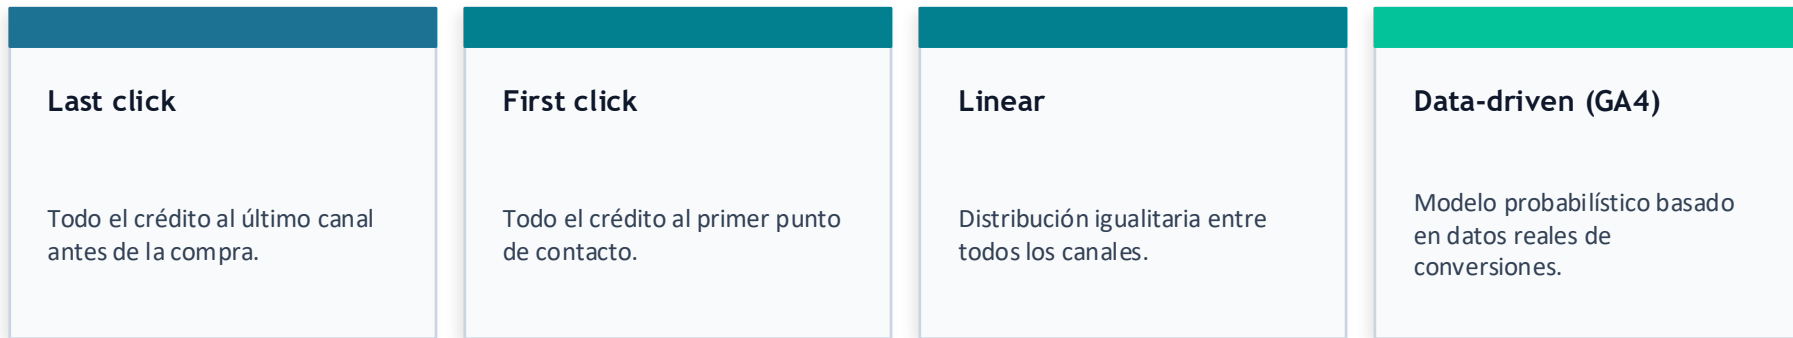 Last click
Todo el crédito al último canal
antes de la compra.
First click
Todo el crédito al primer punto
de contacto.
Linear
Distribución igualitaria entre
todos los canales.
Data-driven (GA4)
Modelo probabilístico basado
en datos reales de
conversiones.